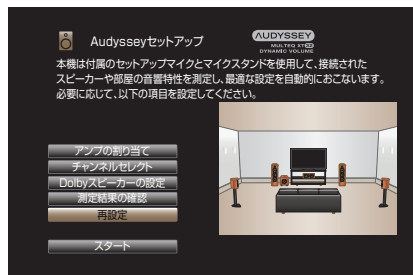 Audysseyセットアップ
AUDYSSEY
MULTEQ XT32
DYNAMIC VOLUME
本機は付属のセットアップマイクとマイクスタンドを使用して、接続された
スピーカーや部屋の音響特性を測定し、最適な設定を自動的におこないます。
必要に応じて、以下の項目を設定してください。
アンプの割り当て
チャンネルセレクト
Dolbyスピーカーの設定
測定結果の確認
再設定
スタート